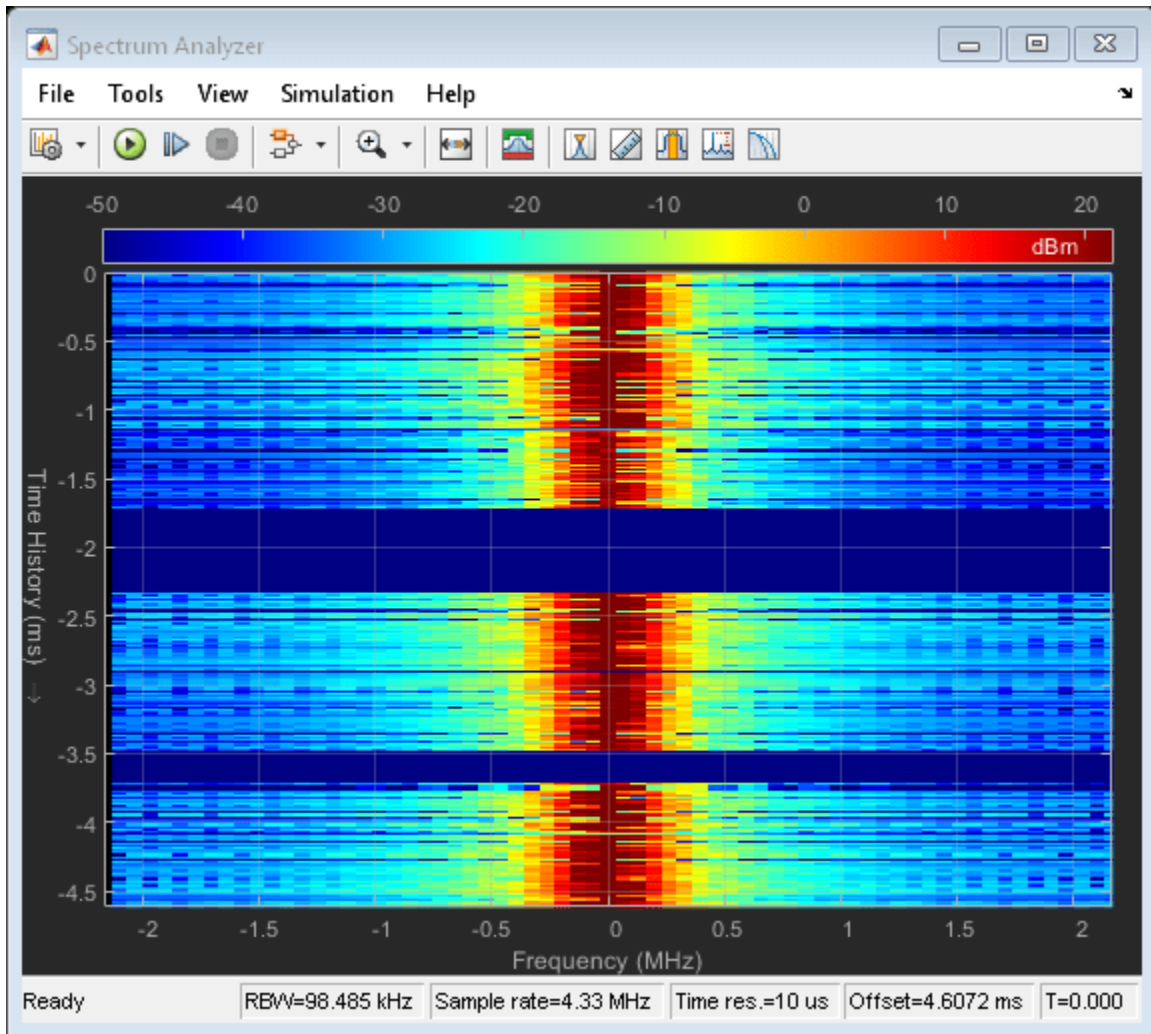 Spectrum Analyzer
File Tools View Simulation Help
-50 -40 -30 -20 -10 0 10 20
dBm
0
-0.5
-1
-1.5
-2
-2.5
-3
-3.5
-4
-4.5
Time History (ms) →
-2 -1.5 -1 -0.5 0 0.5 1 1.5 2
Frequency (MHz)
Ready RBW=98.485 kHz Sample rate=4.33 MHz Time res.=10 us Offset=4.6072 ms T=0.000